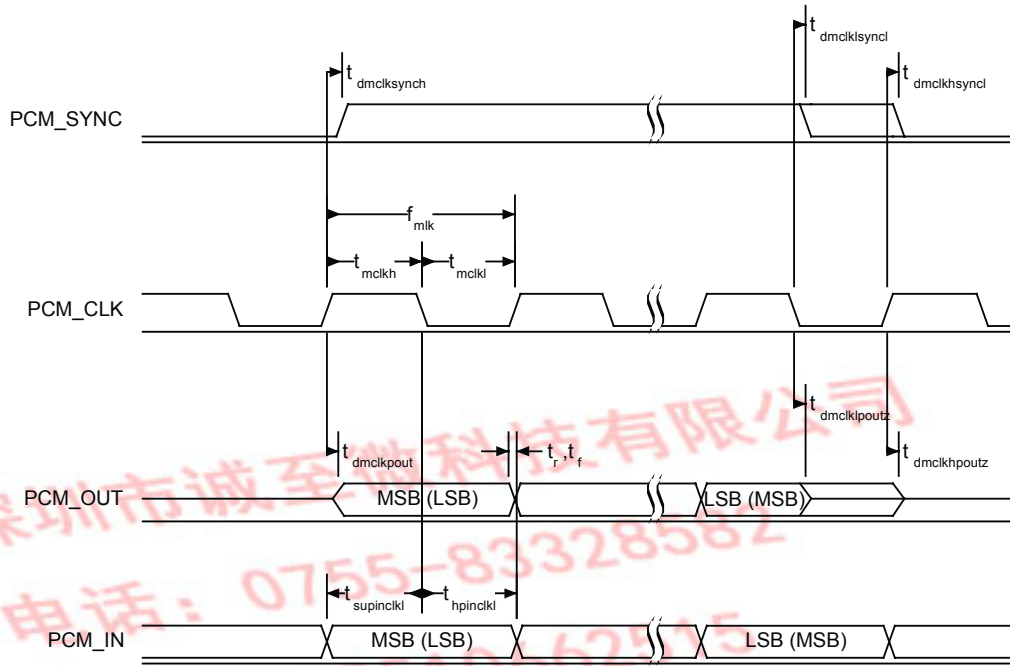 t dmclklsyncl
t dmclksynch
t dmclkhsyncl
PCM_SYNC
f mlk
t mclkh
t mclkl
PCM_CLK
t dmclklpoutz
t dmclkpout
t r ,t f
t dmclkhpoutz
PCM_OUT
MSB (LSB)
LSB (MSB)
t supinclkl
t hpinclkl
PCM_IN
MSB (LSB)
LSB (MSB)
深圳市诚至微科技有限公司
电话：0755-83328582